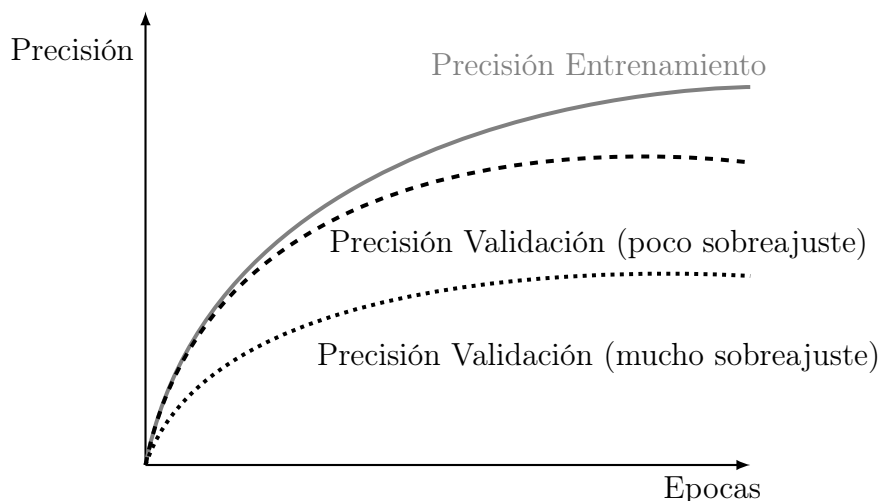 Precisión
Precisión Entrenamiento
Precisión Validación (poco sobreajuste)
Precisión Validación (mucho sobreajuste)
Epocas